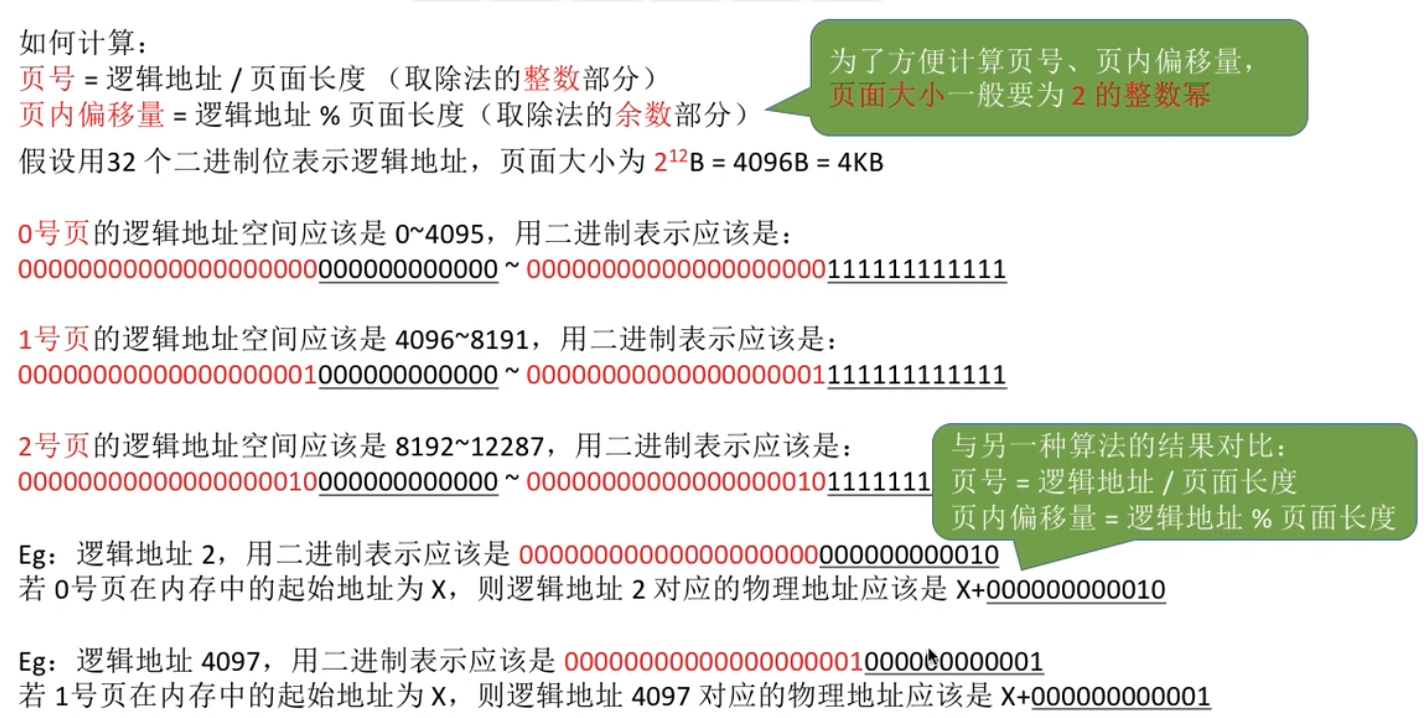 如何计算：
页号 = 逻辑地址 / 页面长度 （取除法的整数部分）
页内偏移量 = 逻辑地址 % 页面长度（取除法的余数部分）
为了方便计算页号、页内偏移量，
页面大小一般要为 2 的整数幂
假设用32 个二进制位表示逻辑地址，页面大小为 2¹²B = 4096B = 4KB
0号页的逻辑地址空间应该是 0~4095，用二进制表示应该是：
00000000000000000000000000000000 ~ 00000000000000000000111111111111
1号页的逻辑地址空间应该是 4096~8191，用二进制表示应该是：
00000000000000000001000000000000 ~ 00000000000000000001111111111111
2号页的逻辑地址空间应该是 8192~12287，用二进制表示应该是：
00000000000000000010000000000000 ~ 000000000000000000101111111
与另一种算法的结果对比：
页号 = 逻辑地址 / 页面长度
页内偏移量 = 逻辑地址 % 页面长度
Eg：逻辑地址 2，用二进制表示应该是 00000000000000000000000000000010
若 0号页在内存中的起始地址为 X，则逻辑地址 2 对应的物理地址应该是 X+000000000010
Eg：逻辑地址 4097，用二进制表示应该是 00000000000000000001000000000001
若 1号页在内存中的起始地址为 X，则逻辑地址 4097 对应的物理地址应该是 X+000000000001